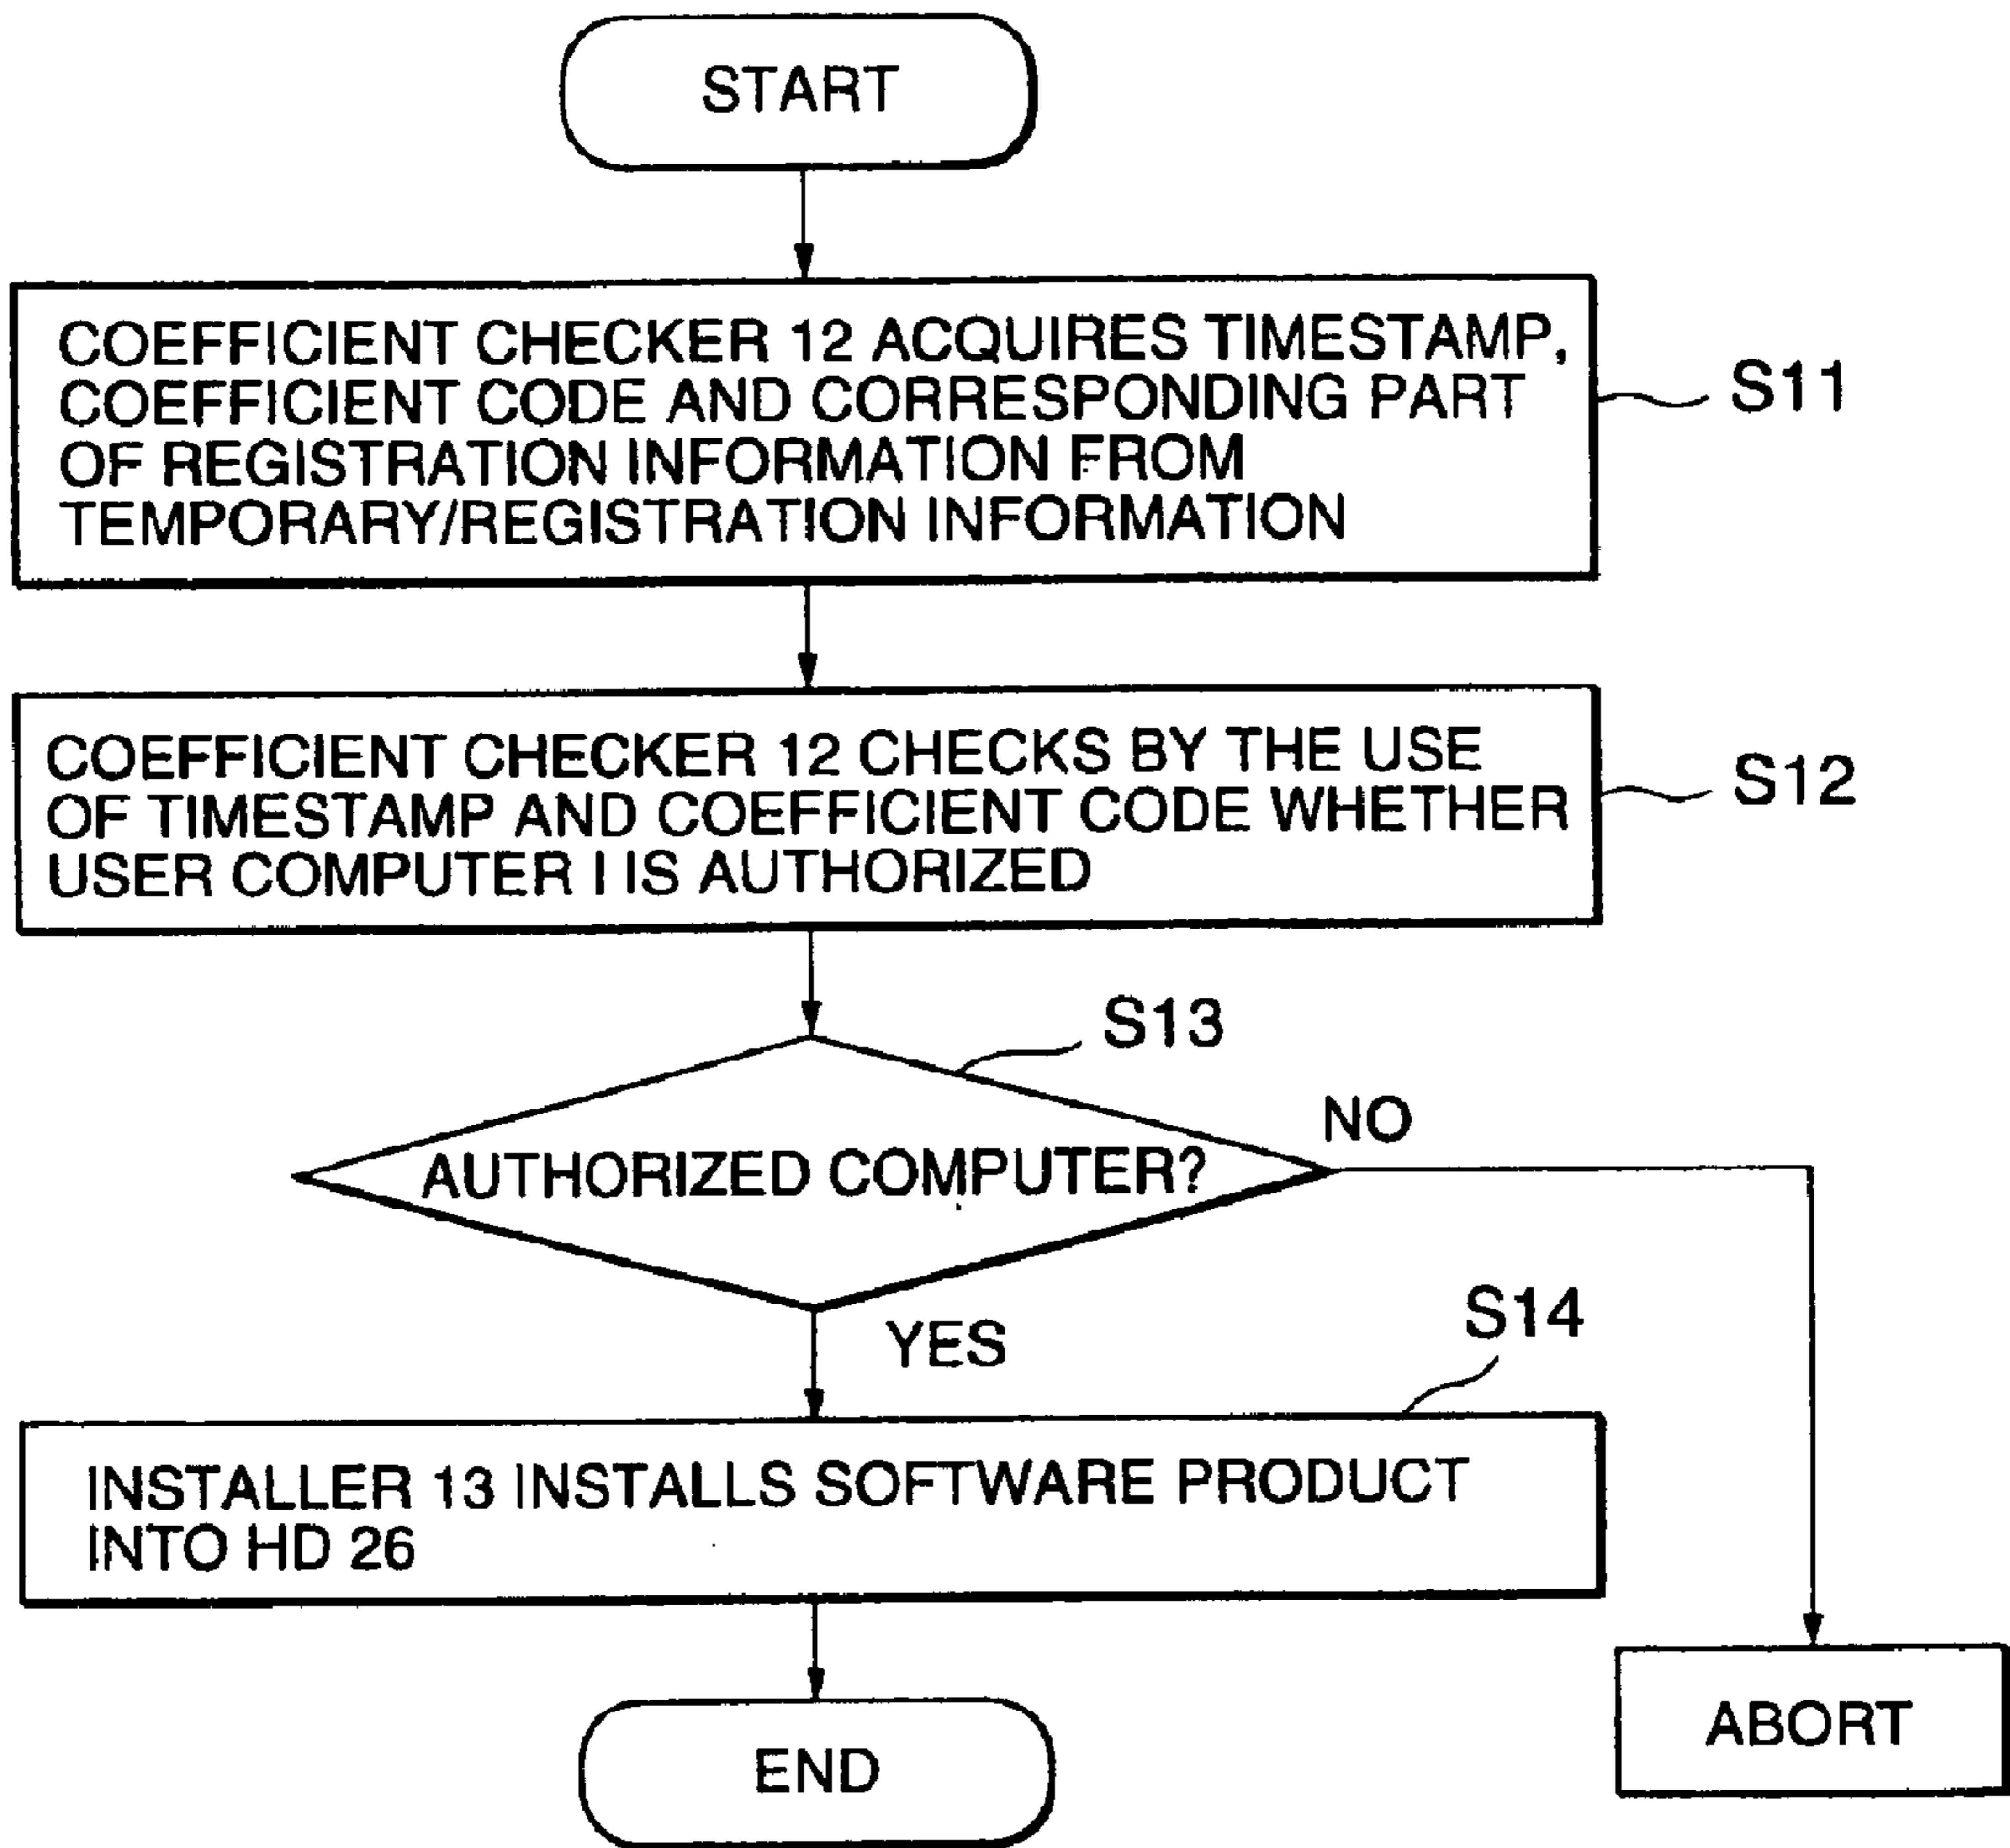 START
COEFFICIENT CHECKER 12 ACQUIRES TIMESTAMP,
COEFFICIENT CODE AND CORRESPONDING PART
OF REGISTRATION INFORMATION FROM
TEMPORARY/REGISTRATION INFORMATION
S11
COEFFICIENT CHECKER 12 CHECKS BY THE USE
OF TIMESTAMP AND COEFFICIENT CODE WHETHER
USER COMPUTER I IS AUTHORIZED
S12
S13
AUTHORIZED COMPUTER?
NO
YES
S14
INSTALLER 13 INSTALLS SOFTWARE PRODUCT
INTO HD 26
ABORT
END